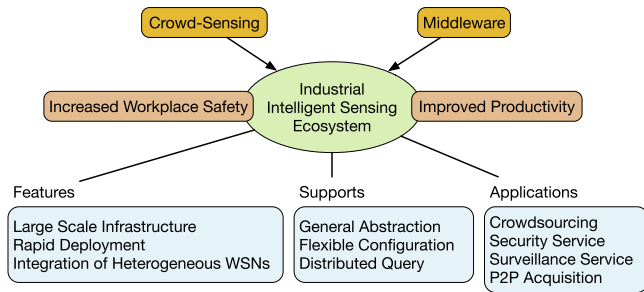 Crowd-Sensing
Middleware
Industrial
Intelligent Sensing
Ecosystem
Increased Workplace Safety
Improved Productivity
Features
Large Scale Infrastructure
Rapid Deployment
Integration of Heterogeneous WSNs
Supports
General Abstraction
Flexible Configuration
Distributed Query
Applications
Crowdsourcing
Security Service
Surveillance Service
P2P Acquisition